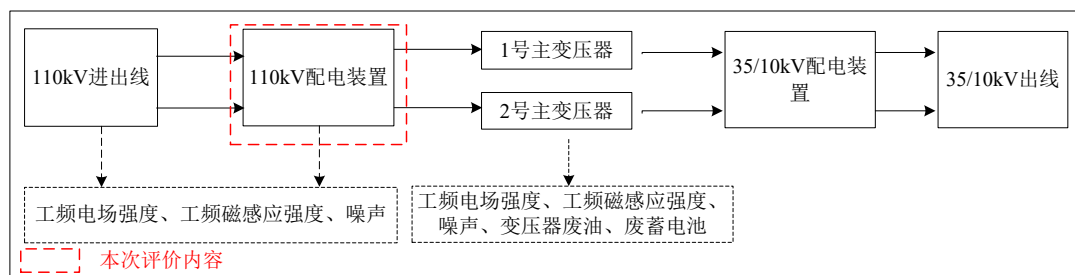 110kV进出线
110kV配电装置
1号主变压器
2号主变压器
35/10kV配电装
置
35/10kV出线
工频电场强度、工频磁感应强度、噪声
工频电场强度、工频磁感应强度、
噪声、变压器废油、废蓄电池
本次评价内容